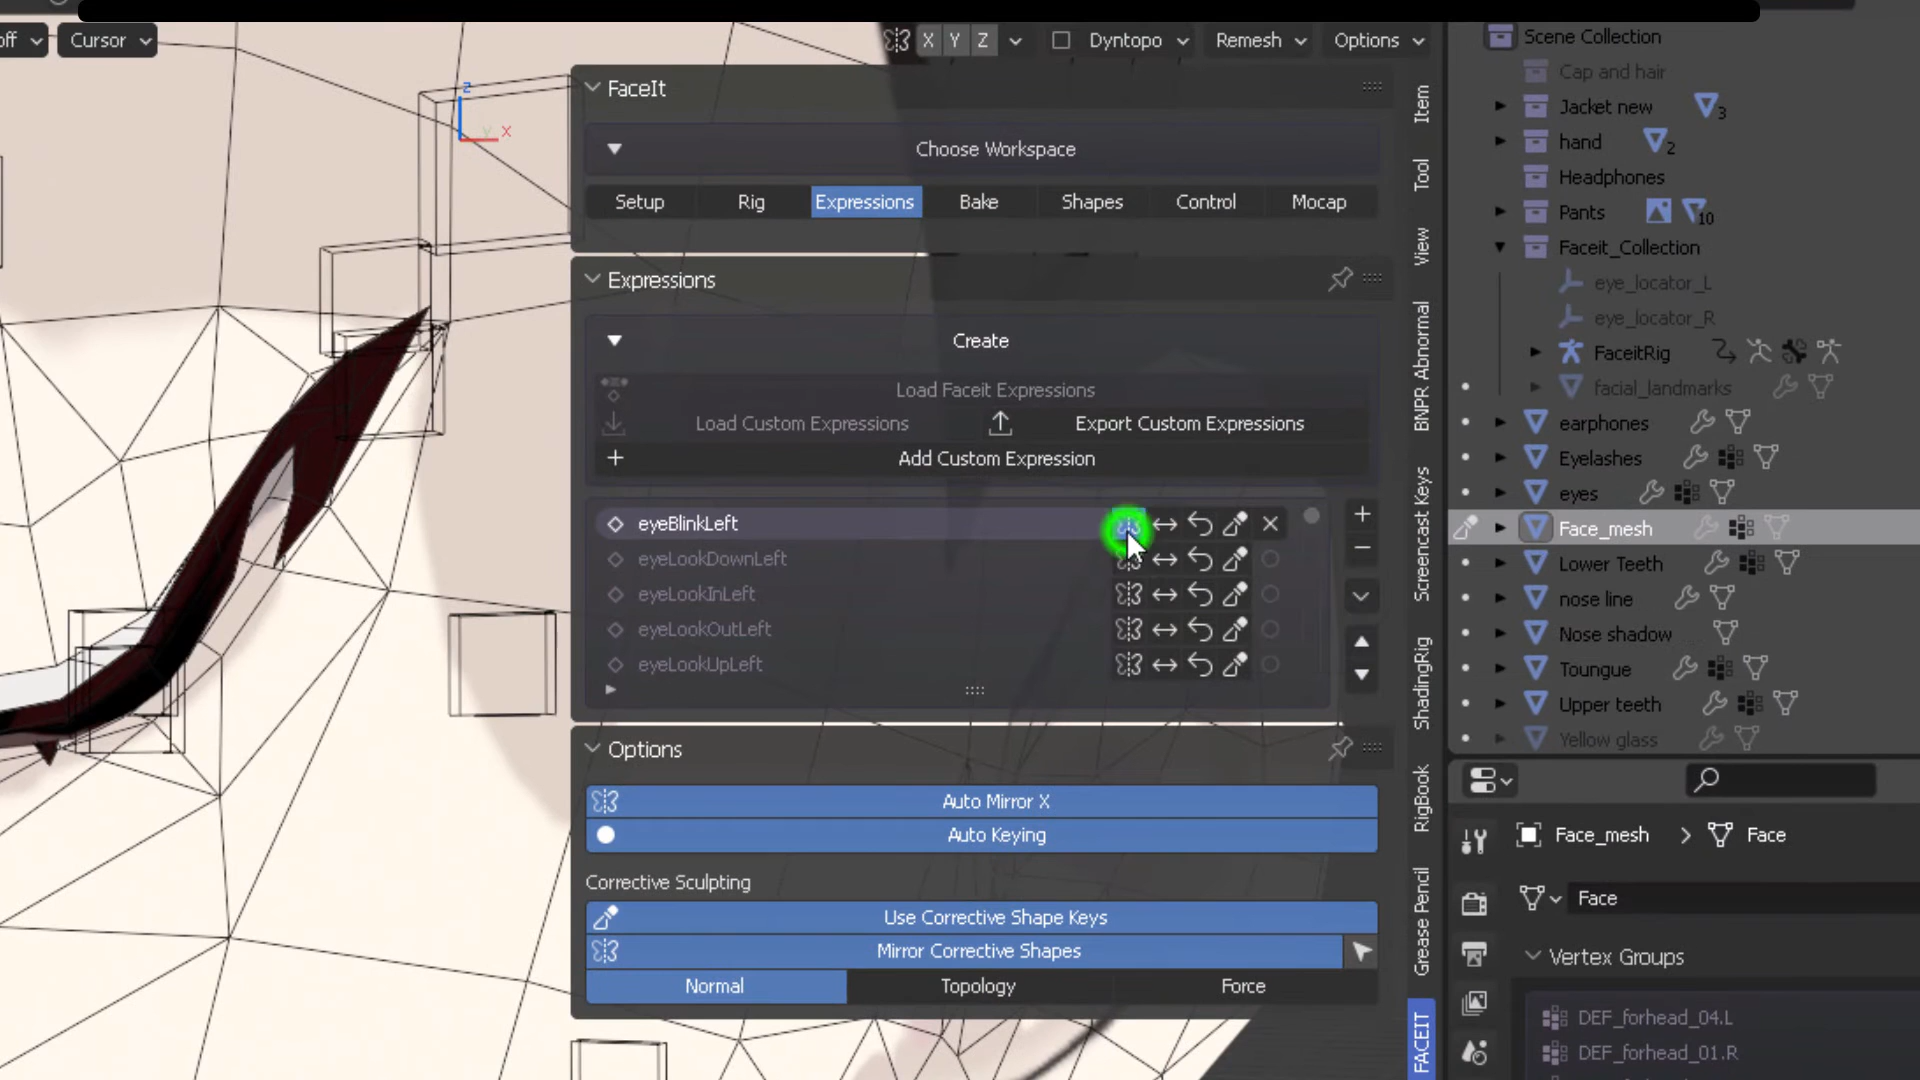 off Cursor X Y Z Dyntopo Remesh Options
Z
Y X
FaceIt
Choose Workspace
Setup Rig Expressions Bake Shapes Control Mocap
Expressions
Create
Load Faceit Expressions
Load Custom Expressions Export Custom Expressions
Add Custom Expression
eyeBlinkLeft
eyeLookDownLeft
eyeLookInLeft
eyeLookOutLeft
eyeLookUpLeft
Options
Auto Mirror X
Auto Keying
Corrective Sculpting
Use Corrective Shape Keys
Mirror Corrective Shapes
Normal Topology Force
Item
Tool
View
BNPR Abnormal
Screencast Keys
ShadingRig
RigBook
Grease Pencil
FACEIT
Scene Collection
Cap and hair
Jacket new 3
hand 2
Headphones
Pants 10
Faceit_Collection
eye_locator_L
eye_locator_R
FaceitRig
facial_landmarks
earphones
Eyelashes
eyes
Face_mesh
Lower Teeth
nose line
Nose shadow
Toungue
Upper teeth
Yellow glass
Face_mesh > Face
Face
Vertex Groups
DEF_forhead_04.L
DEF_forhead_01.R